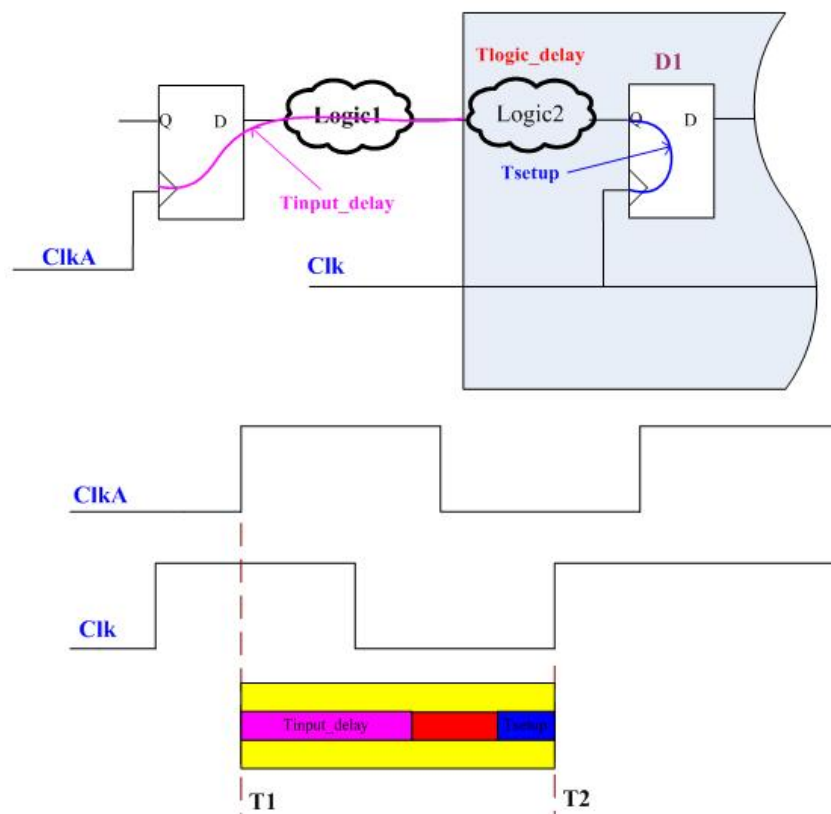 Tlogic_delay D1
Q D Logic1 Logic2 Q D
Tsetup
Tinput_delay
ClkA
Clk
ClkA
Clk
Tinput_delay Tsetup
T1 T2